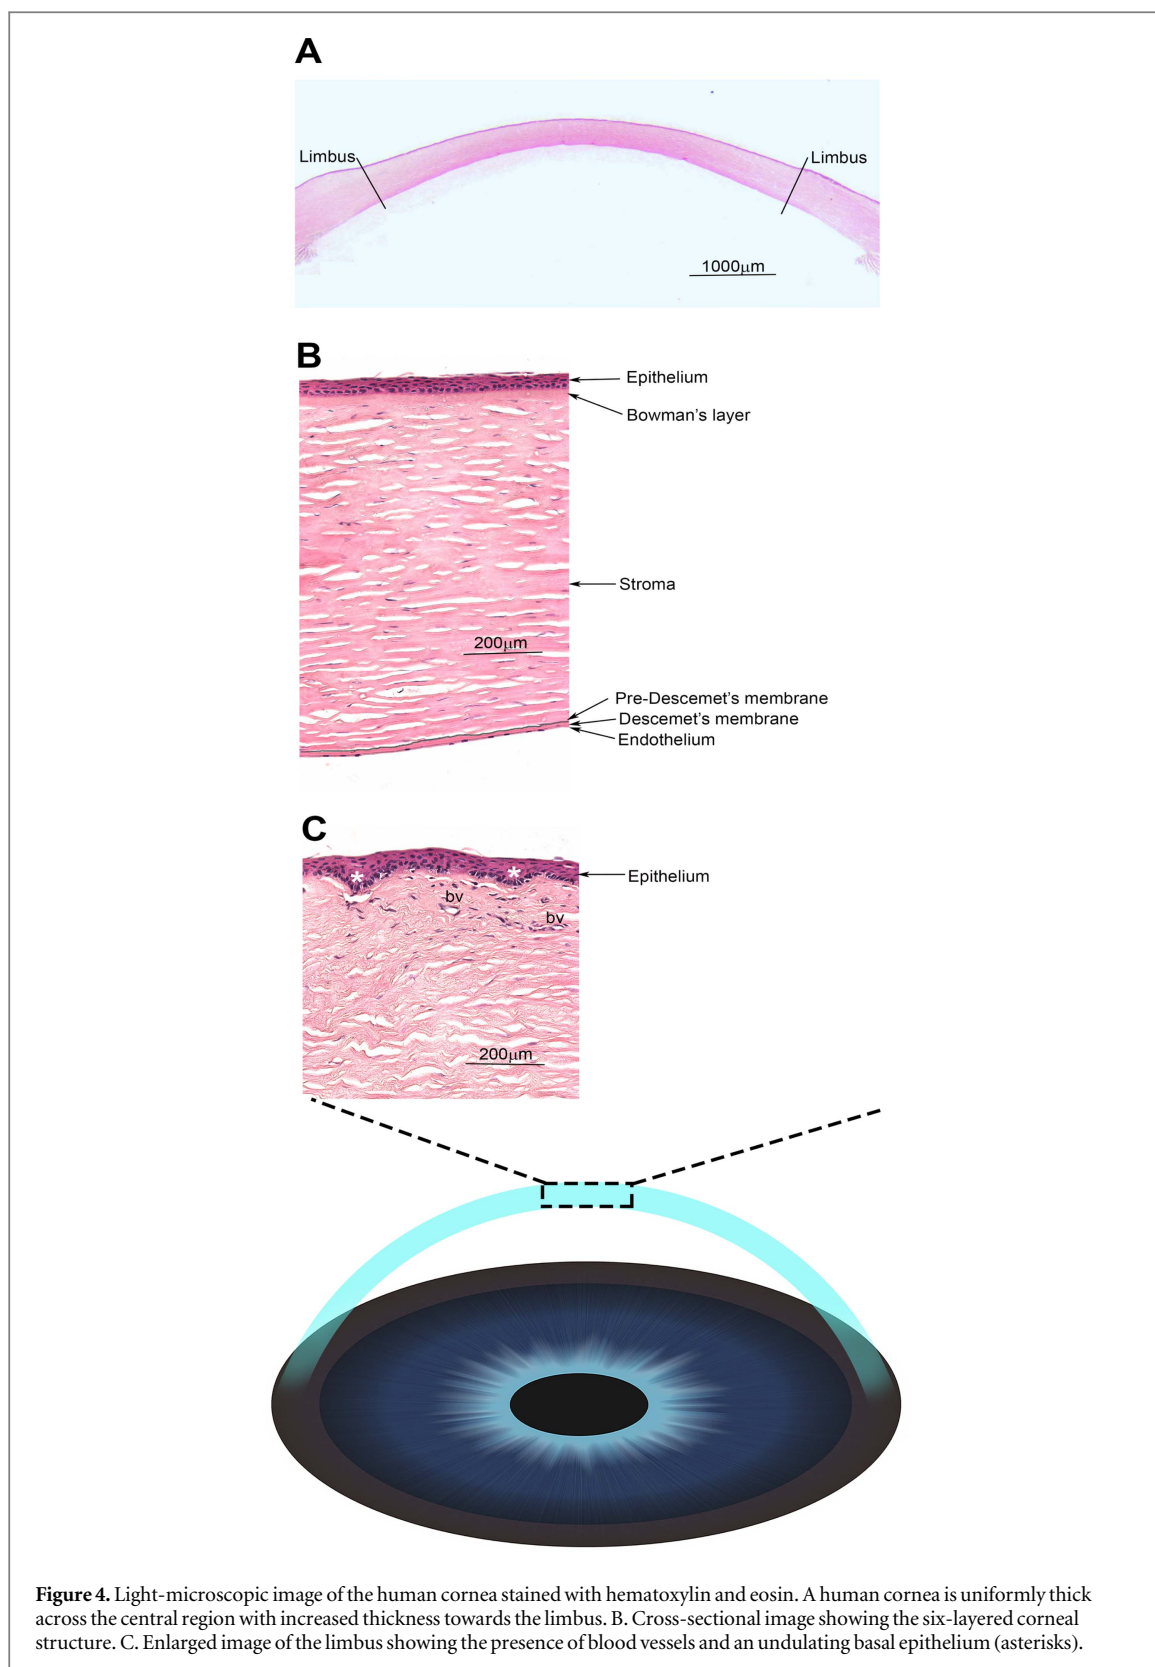 A
Limbus
Limbus
1000μm
B
Epithelium
Bowman's layer
Stroma
200μm
Pre-Descemet's membrane
Descemet's membrane
Endothelium
C
*
*
Epithelium
bv
bv
200μm
Figure 4. Light-microscopic image of the human cornea stained with hematoxylin and eosin. A human cornea is uniformly thick
across the central region with increased thickness towards the limbus. B. Cross-sectional image showing the six-layered corneal
structure. C. Enlarged image of the limbus showing the presence of blood vessels and an undulating basal epithelium (asterisks).